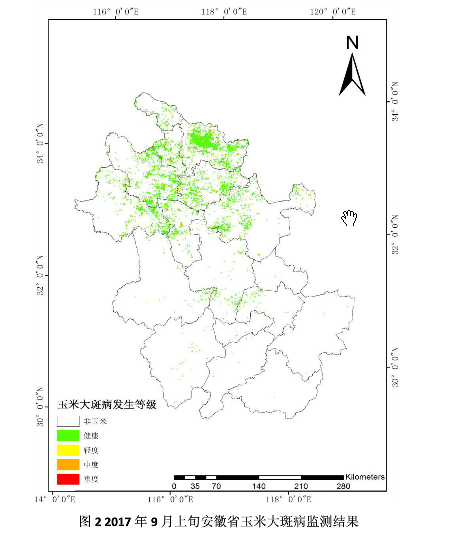 116° 0′0″E 118° 0′0″E 120° 0′0″E
N
34° 0′0″N
34° 0′0″N
32° 0′0″N
32° 0′0″N
30° 0′0″N
30° 0′0″N
玉米大斑病发生等级
非玉米
健康
轻度
中度
重度
Kilometers
0 35 70 140 210 280
14° 0′0″E 116° 0′0″E 118° 0′0″E
图 2 2017 年 9 月上旬安徽省玉米大斑病监测结果